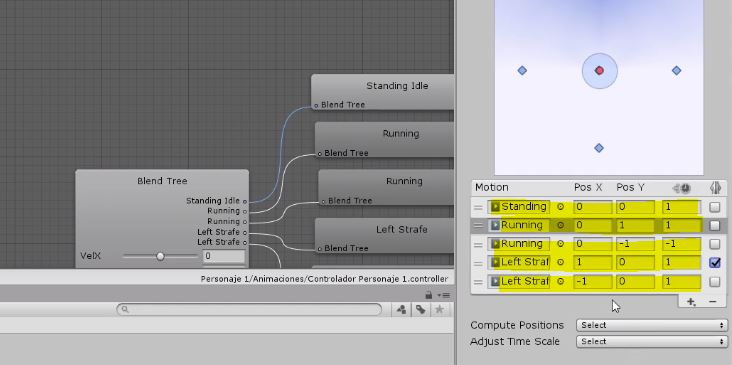 Standing Idle
Blend Tree
Running
Blend Tree
Running
Blend Tree
Left Strafe
Blend Tree
Blend Tree
Standing Idle
Running
Running
Left Strafe
Left Strafe
VelX 0
Personaje 1/Animaciones/Controlador Personaje 1.controller
Motion Pos X Pos Y
Standing 0 0 1
Running 0 1 1
Running 0 -1 -1
Left Straf 1 0 1
Left Straf -1 0 1
Compute Positions Select
Adjust Time Scale Select